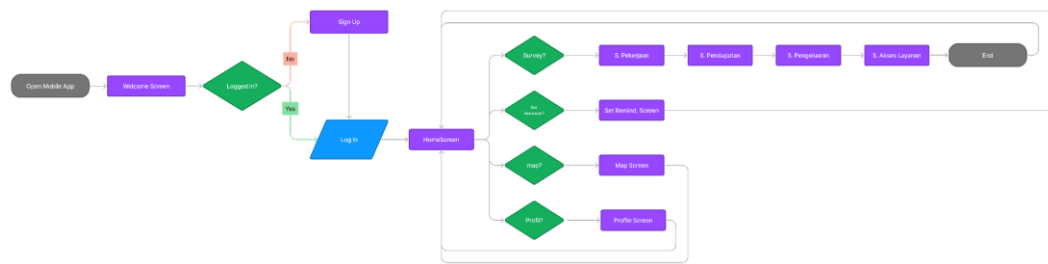 Sign Up
No
Survey?
S. Pekerjaan
S. Pendapatan
S. Pengeluaran
S. Akses Layanan
End
Open Mobile App
Welcome Screen
Logged in?
Yes
Set
Set Remind. Screen
Log In
HomeScreen
map?
Map Screen
Profil?
Profile Screen